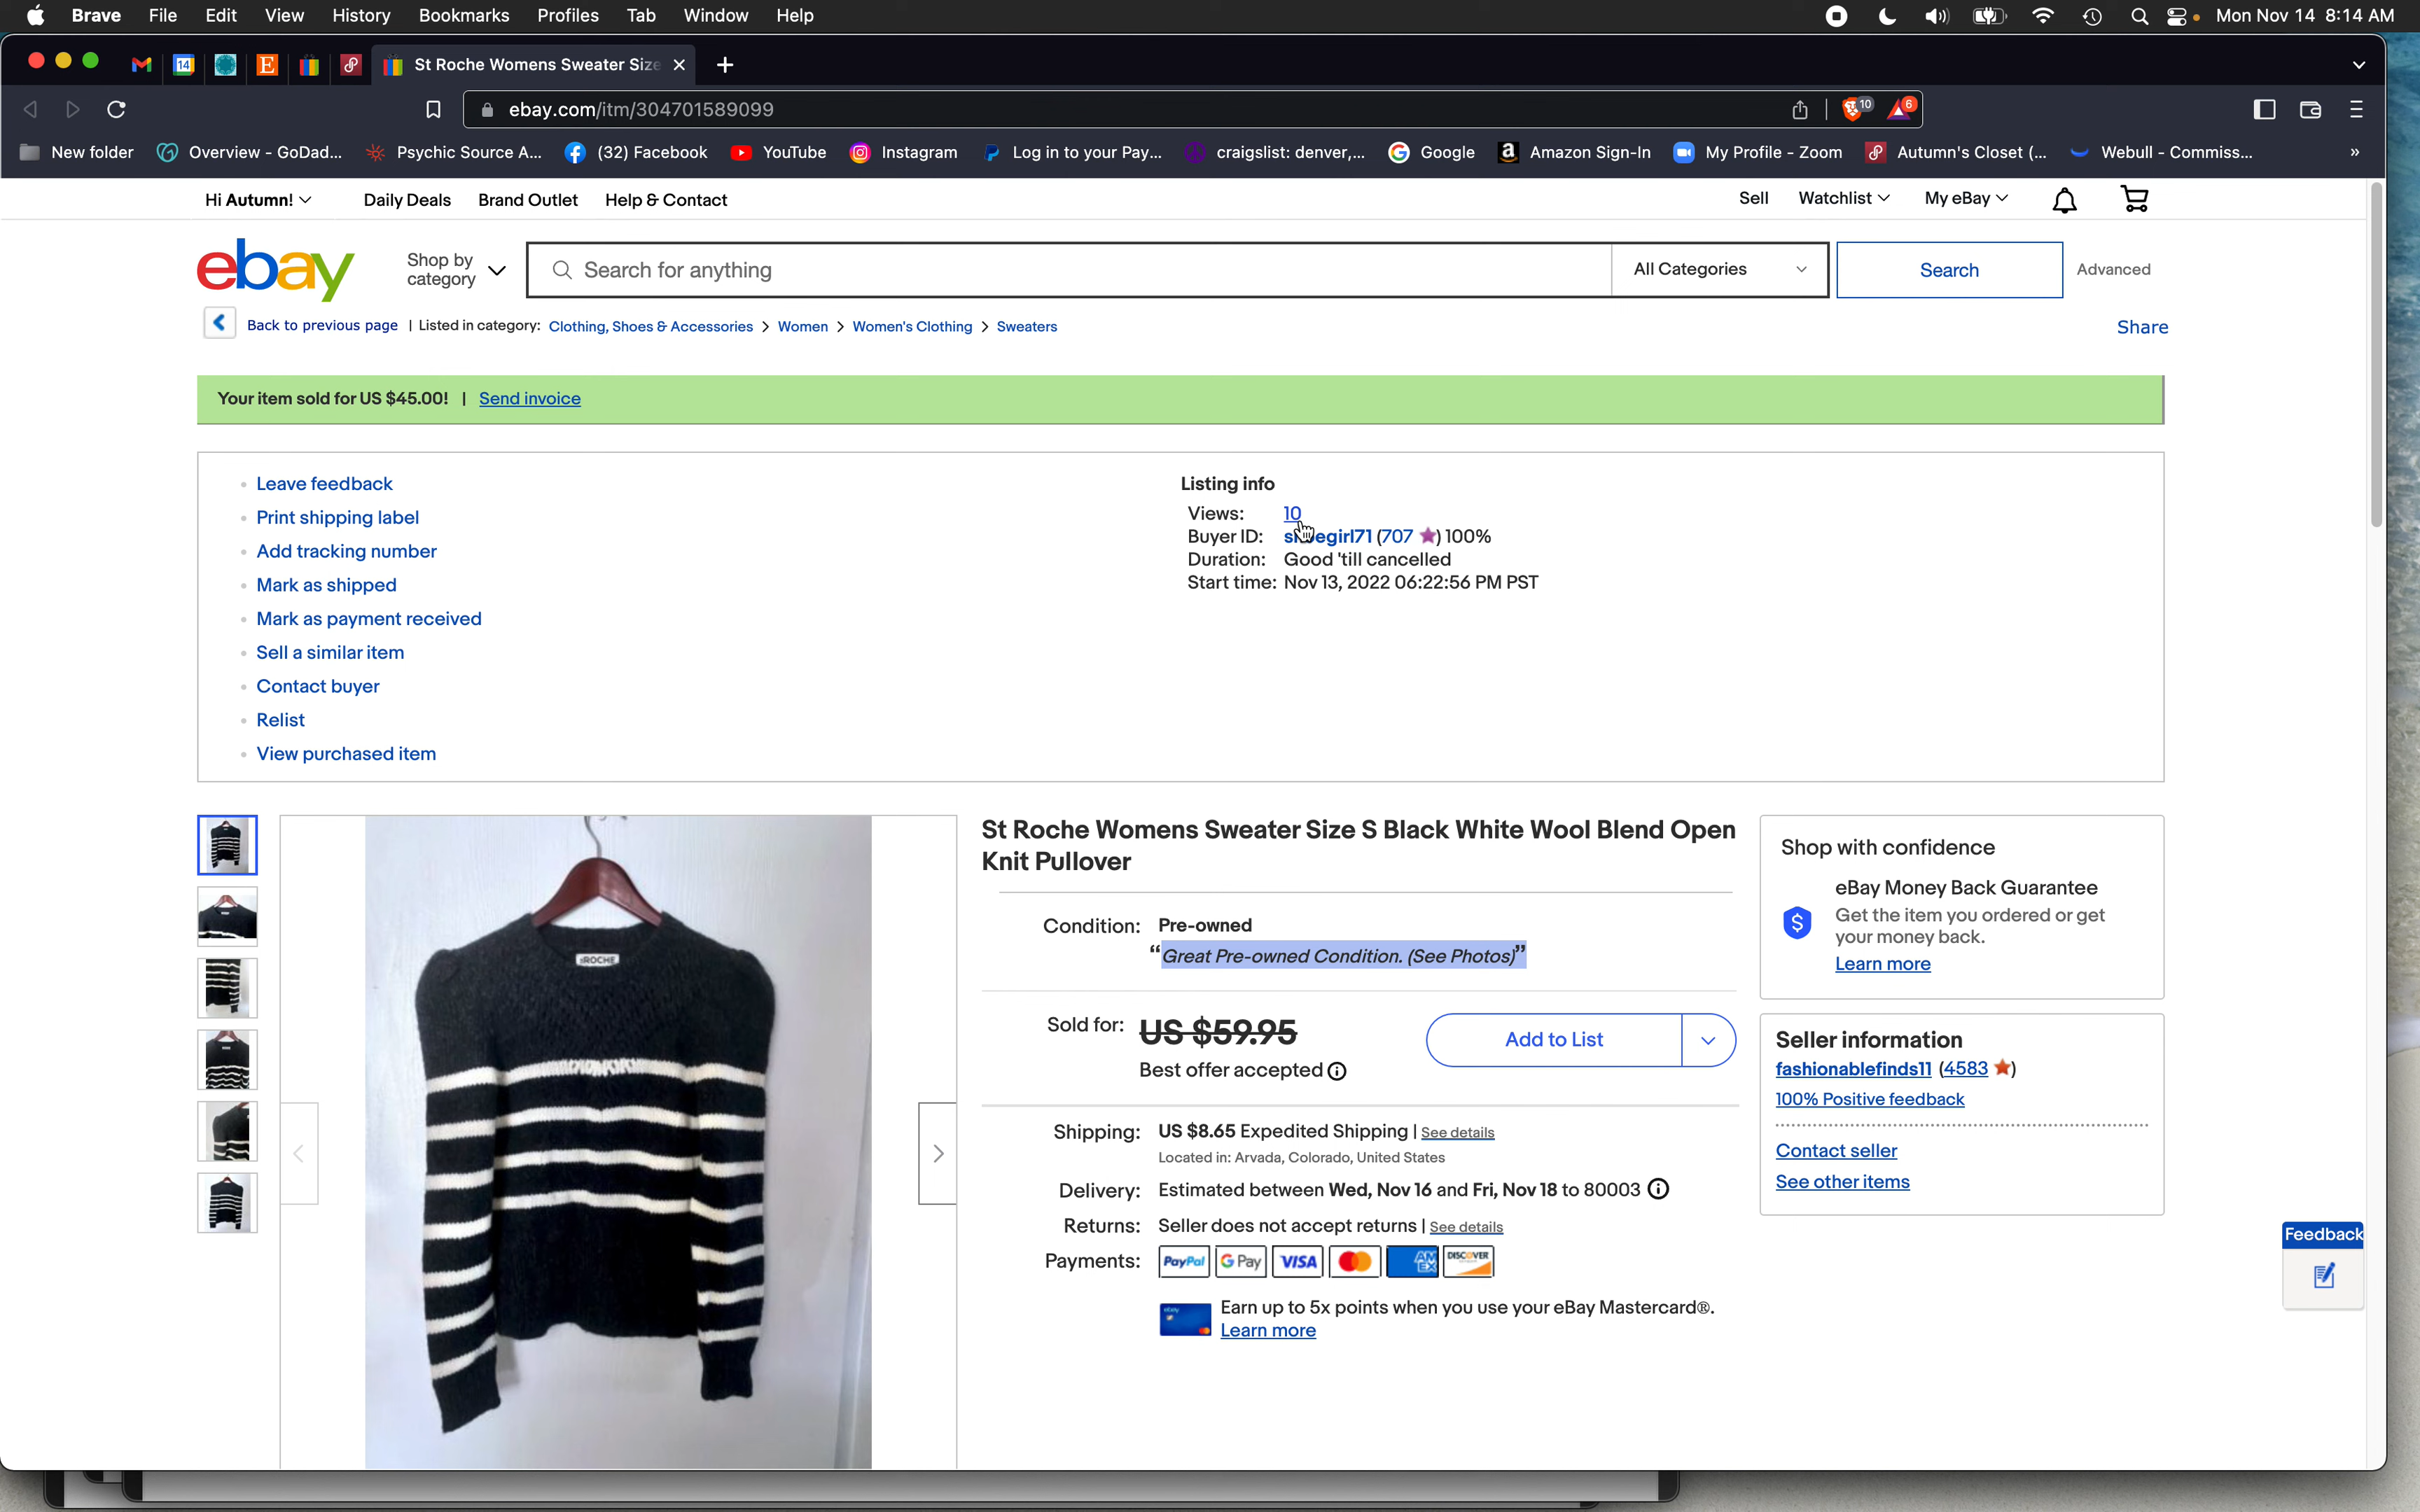 Brave File Edit View History Bookmarks Profiles Tab Window Help Mon Nov 14 8:14 AM
14 E St Roche Womens Sweater Size
ebay.com/itm/304701589099 10 6
New folder Overview - GoDad... Psychic Source A... (32) Facebook YouTube Instagram Log in to your Pay... craigslist: denver,... Google Amazon Sign-In My Profile - Zoom Autumn's Closet (... Webull - Commiss... »
Hi Autumn! Daily Deals Brand Outlet Help & Contact Sell Watchlist My eBay
ebay Shop by category Search for anything All Categories Search Advanced
Back to previous page | Listed in category: Clothing, Shoes & Accessories > Women > Women's Clothing > Sweaters Share
Your item sold for US $45.00! | Send invoice
Leave feedback
Print shipping label
Add tracking number
Mark as shipped
Mark as payment received
Sell a similar item
Contact buyer
Relist
View purchased item
Listing info
Views: 10
Buyer ID: (707 ) 100%
Duration: Good 'till cancelled
Start time: Nov 13, 2022 06:22:56 PM PST
ROCHE
St Roche Womens Sweater Size S Black White Wool Blend Open
Knit Pullover
Condition: Pre-owned
“Great Pre-owned Condition. (See Photos)”
Sold for: US $59.95
Best offer accepted
Add to List
Shipping: US $8.65 Expedited Shipping | See details
Located in: Arvada, Colorado, United States
Delivery: Estimated between Wed, Nov 16 and Fri, Nov 18 to 80003
Returns: Seller does not accept returns | See details
Payments: PayPal G Pay VISA AM EX DISCOVER
ebay Earn up to 5x points when you use your eBay Mastercard®.
Learn more
Shop with confidence
eBay Money Back Guarantee
Get the item you ordered or get
your money back.
Learn more
Seller information
fashionablefinds11 (4583 )
100% Positive feedback
Contact seller
See other items
Feedback